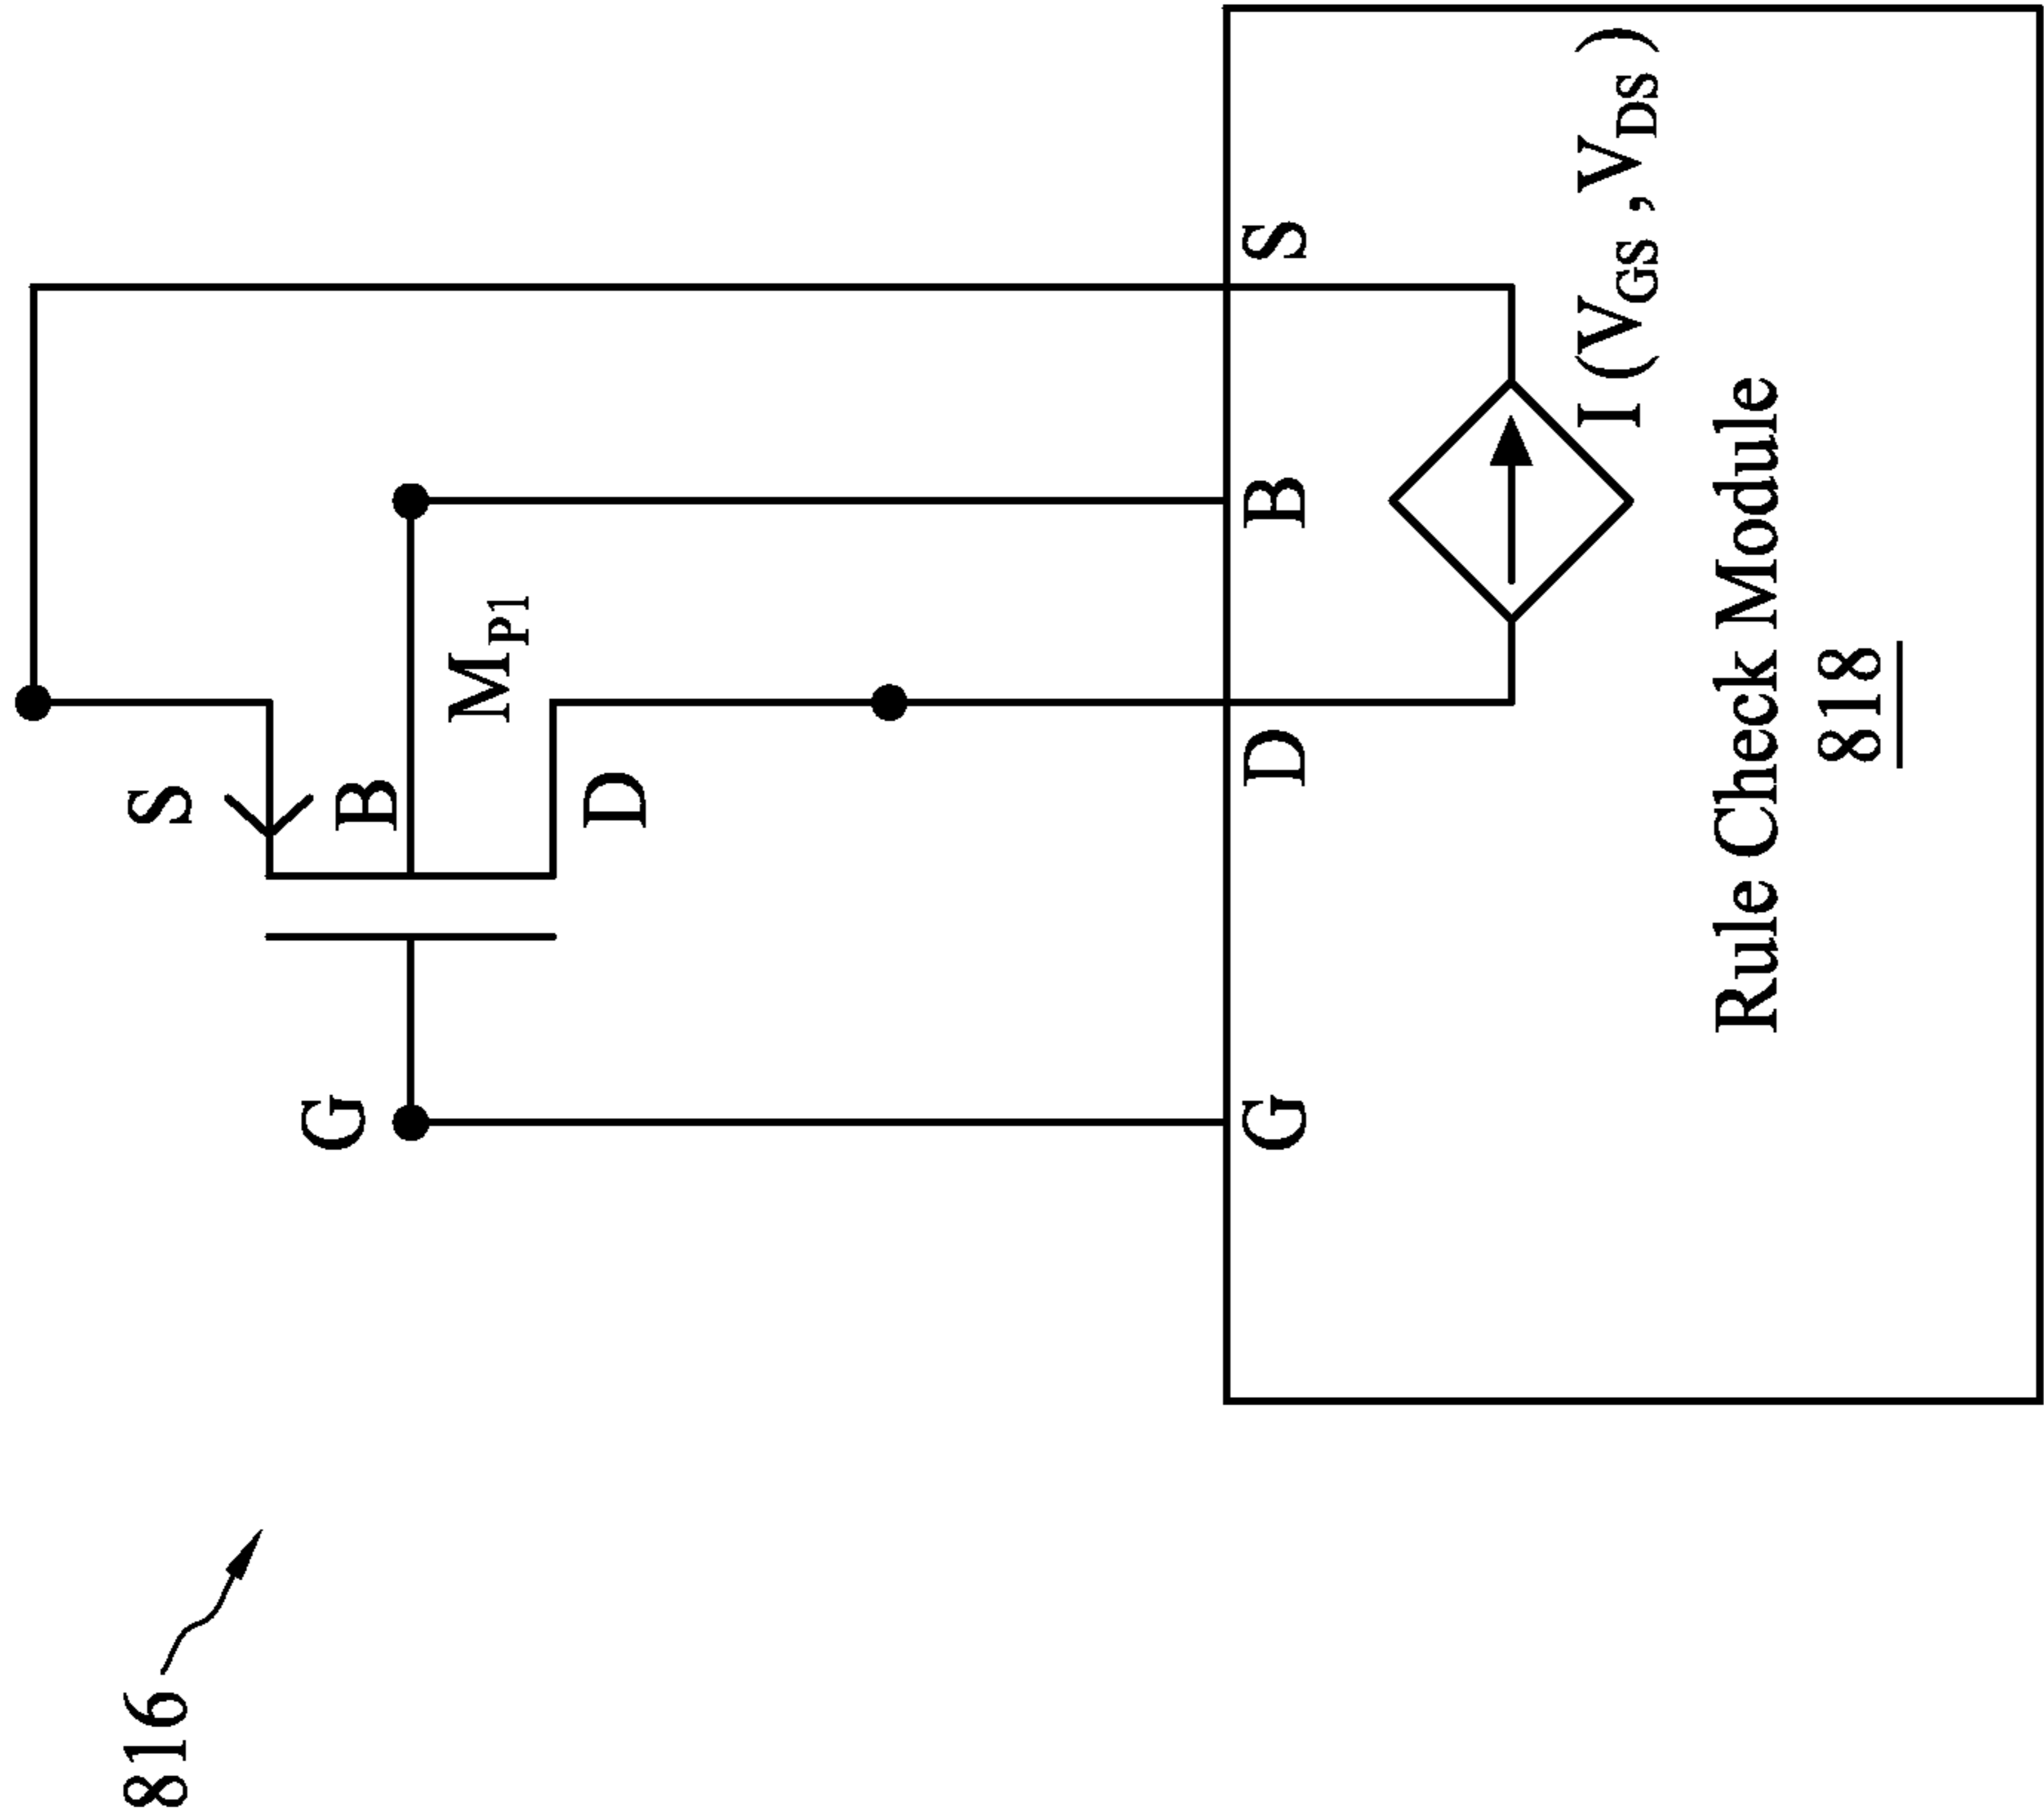 816
S
G
B
M_P1
D
G
D
B
S
I (V_GS , V_DS )
Rule Check Module
818